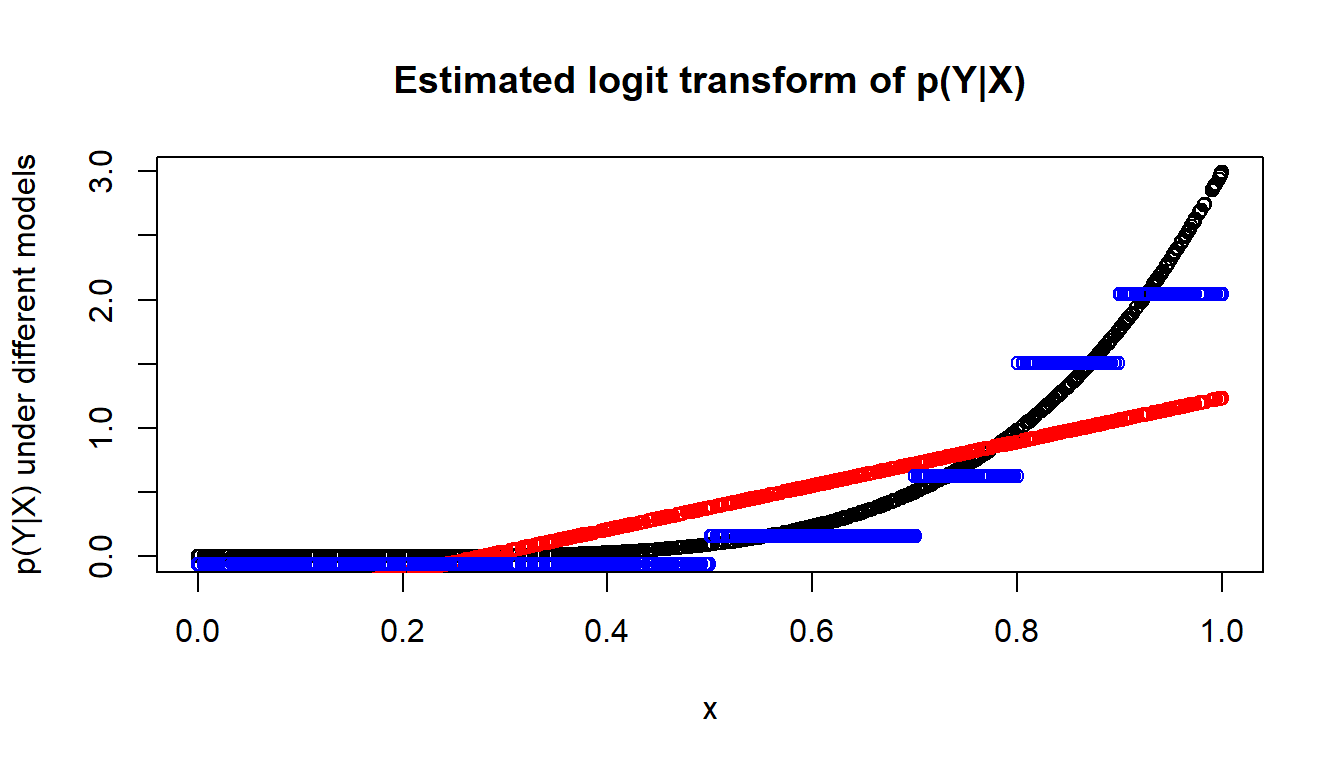 Estimated logit transform of p(Y|X)
p(Y|X) under different models
3.0
2.0
1.0
0.0
0.0 0.2 0.4 0.6 0.8 1.0
x